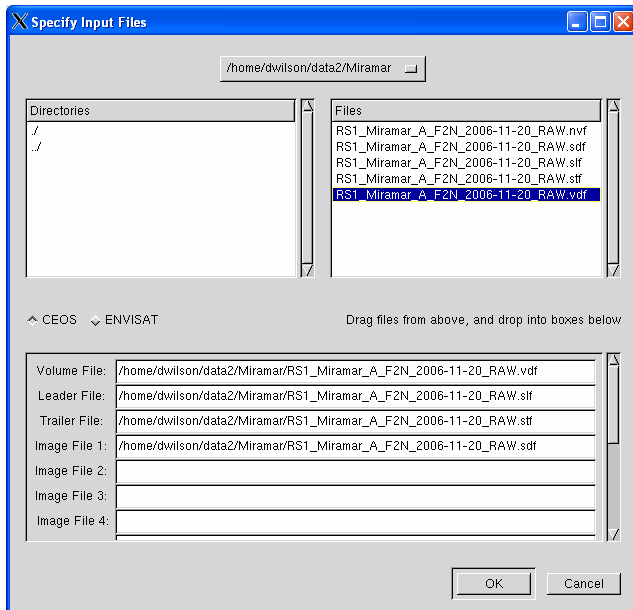 Specify Input Files
/home/dwilson/data2/Miramar
Directories
./
../
Files
RS1_Miramar_A_F2N_2006-11-20_RAW.nvf
RS1_Miramar_A_F2N_2006-11-20_RAW.sdf
RS1_Miramar_A_F2N_2006-11-20_RAW.slf
RS1_Miramar_A_F2N_2006-11-20_RAW.stf
RS1_Miramar_A_F2N_2006-11-20_RAW.vdf
CEOS ENVISAT Drag files from above, and drop into boxes below
Volume File: /home/dwilson/data2/Miramar/RS1_Miramar_A_F2N_2006-11-20_RAW.vdf
Leader File: /home/dwilson/data2/Miramar/RS1_Miramar_A_F2N_2006-11-20_RAW.slf
Trailer File: /home/dwilson/data2/Miramar/RS1_Miramar_A_F2N_2006-11-20_RAW.stf
Image File 1: /home/dwilson/data2/Miramar/RS1_Miramar_A_F2N_2006-11-20_RAW.sdf
Image File 2:
Image File 3:
Image File 4:
OK Cancel